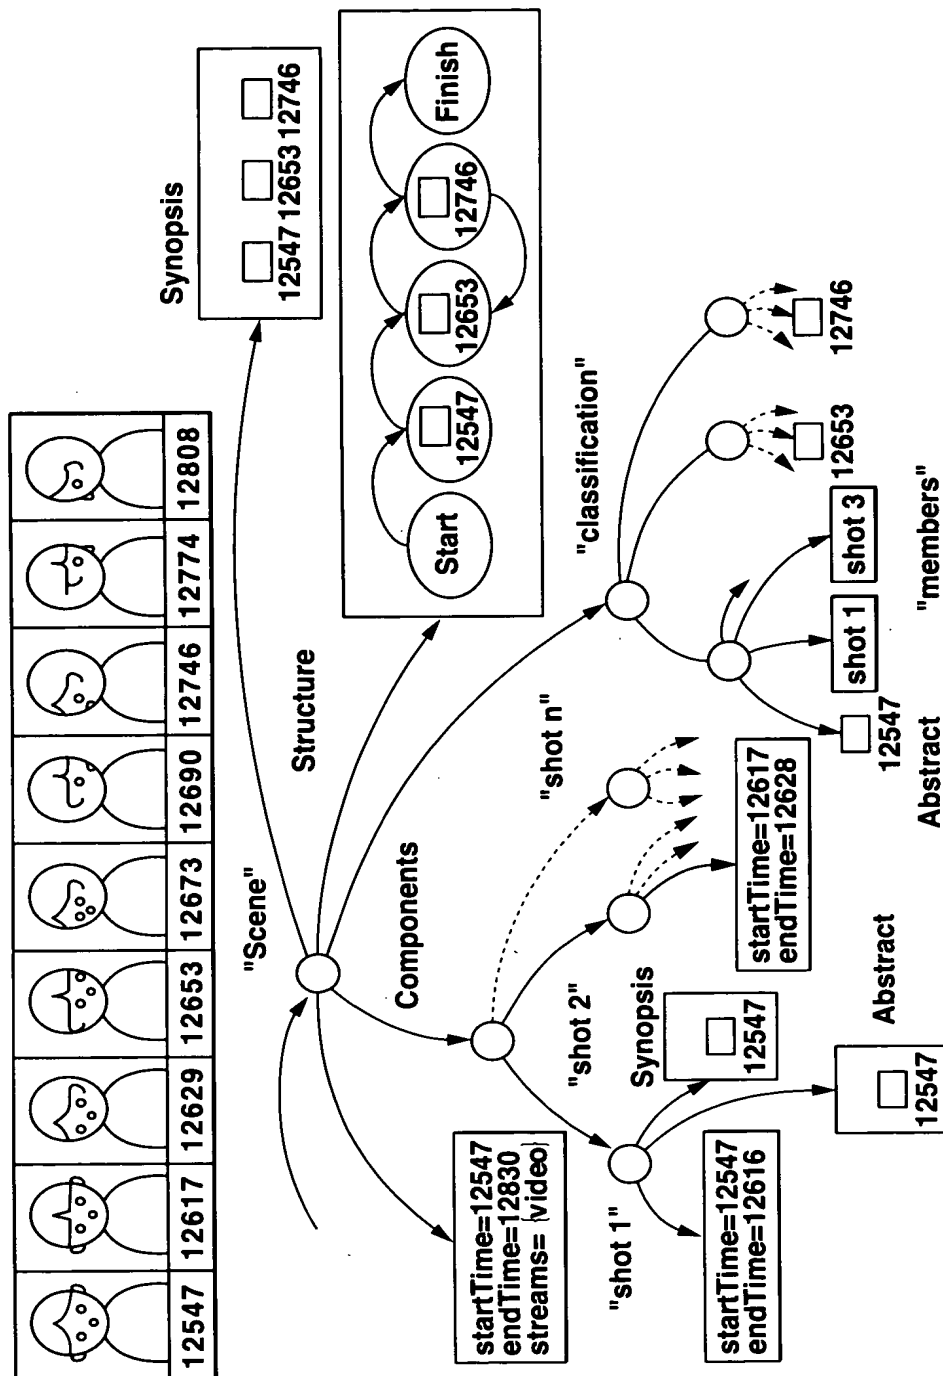 12547 12617 12629 12653 12673 12690 12746 12774 12808
"Scene"
Synopsis
12547 12653 12746
Structure
Start
12547
12653
12746
Finish
Components
startTime=12547
endTime=12830
streams= {video}
"shot 1"
"shot 2"
"shot n"
"classification"
startTime=12547
endTime=12616
Synopsis
12547
12547
Abstract
startTime=12617
endTime=12628
12547
Abstract
shot 1
shot 3
"members"
12653
12746